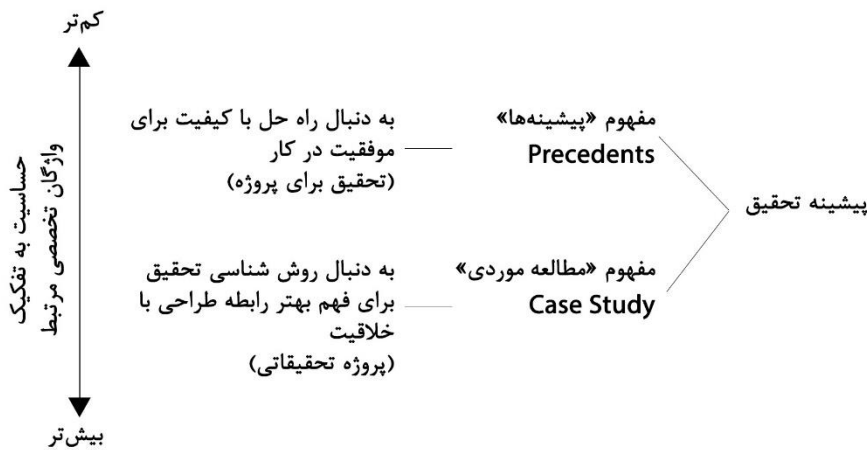 پیشینه تحقیق
مفهوم «پیشینه‌ها»
Precedents
به دنبال راه حل با کیفیت برای
موفقیت در کار
(تحقیق برای پروژه)
مفهوم «مطالعه موردی»
Case Study
به دنبال روش شناسی تحقیق
برای فهم بهتر رابطه طراحی با
خلاقیت
(پروژه تحقیقاتی)
کم‌تر
حساسیت به تفکیک
واژگان تخصصی مرتبط
بیش‌تر